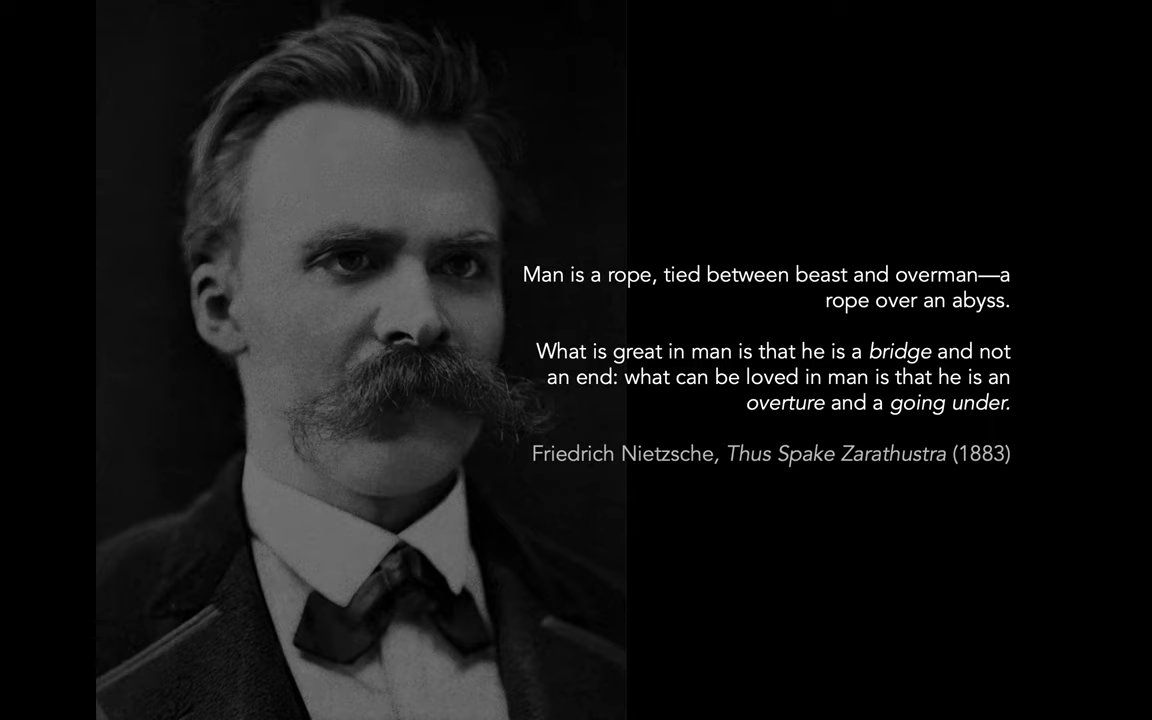 Man is a rope, tied between beast and overman—a
rope over an abyss.
What is great in man is that he is a bridge and not
an end: what can be loved in man is that he is an
overture and a going under.
Friedrich Nietzsche, Thus Spake Zarathustra (1883)